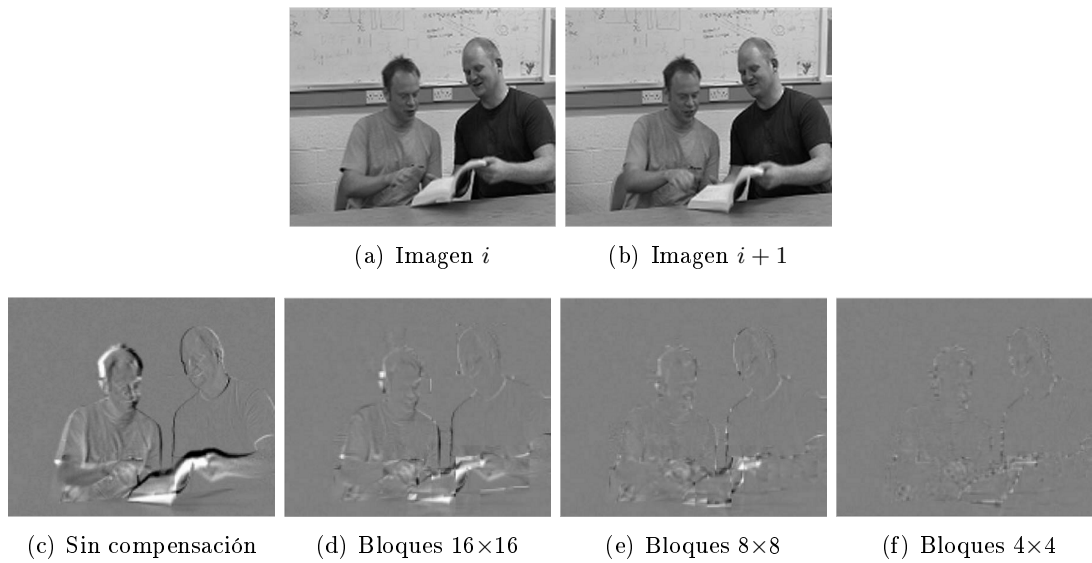 (a) Imagen i
(b) Imagen i + 1
(c) Sin compensación
(d) Bloques 16×16
(e) Bloques 8×8
(f) Bloques 4×4